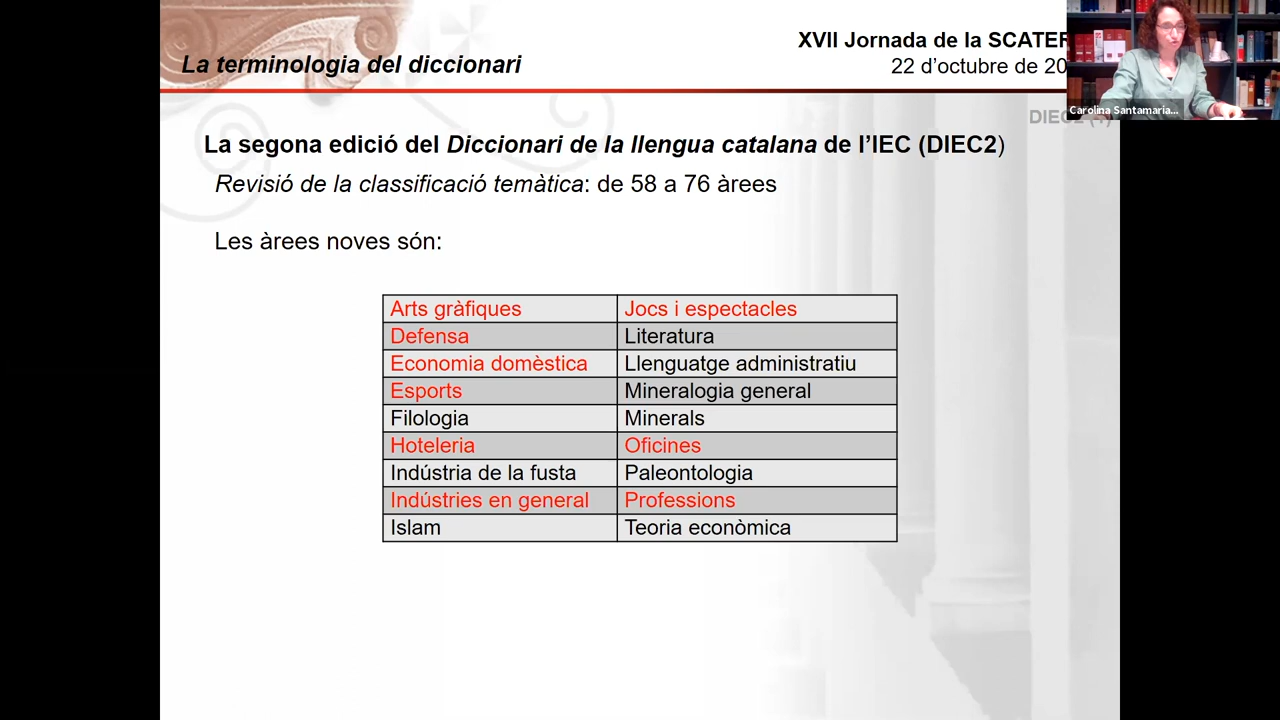 La terminologia del diccionari
XVII Jornada de la SCATER
22 d’octubre de 20
Carolina Santamaria...
La segona edició del Diccionari de la llengua catalana de l’IEC (DIEC2)
Revisió de la classificació temàtica: de 58 a 76 àrees
Les àrees noves són:
Arts gràfiques Jocs i espectacles
Defensa Literatura
Economia domèstica Llenguatge administratiu
Esports Mineralogia general
Filologia Minerals
Hoteleria Oficines
Indústria de la fusta Paleontologia
Indústries en general Professions
Islam Teoria econòmica